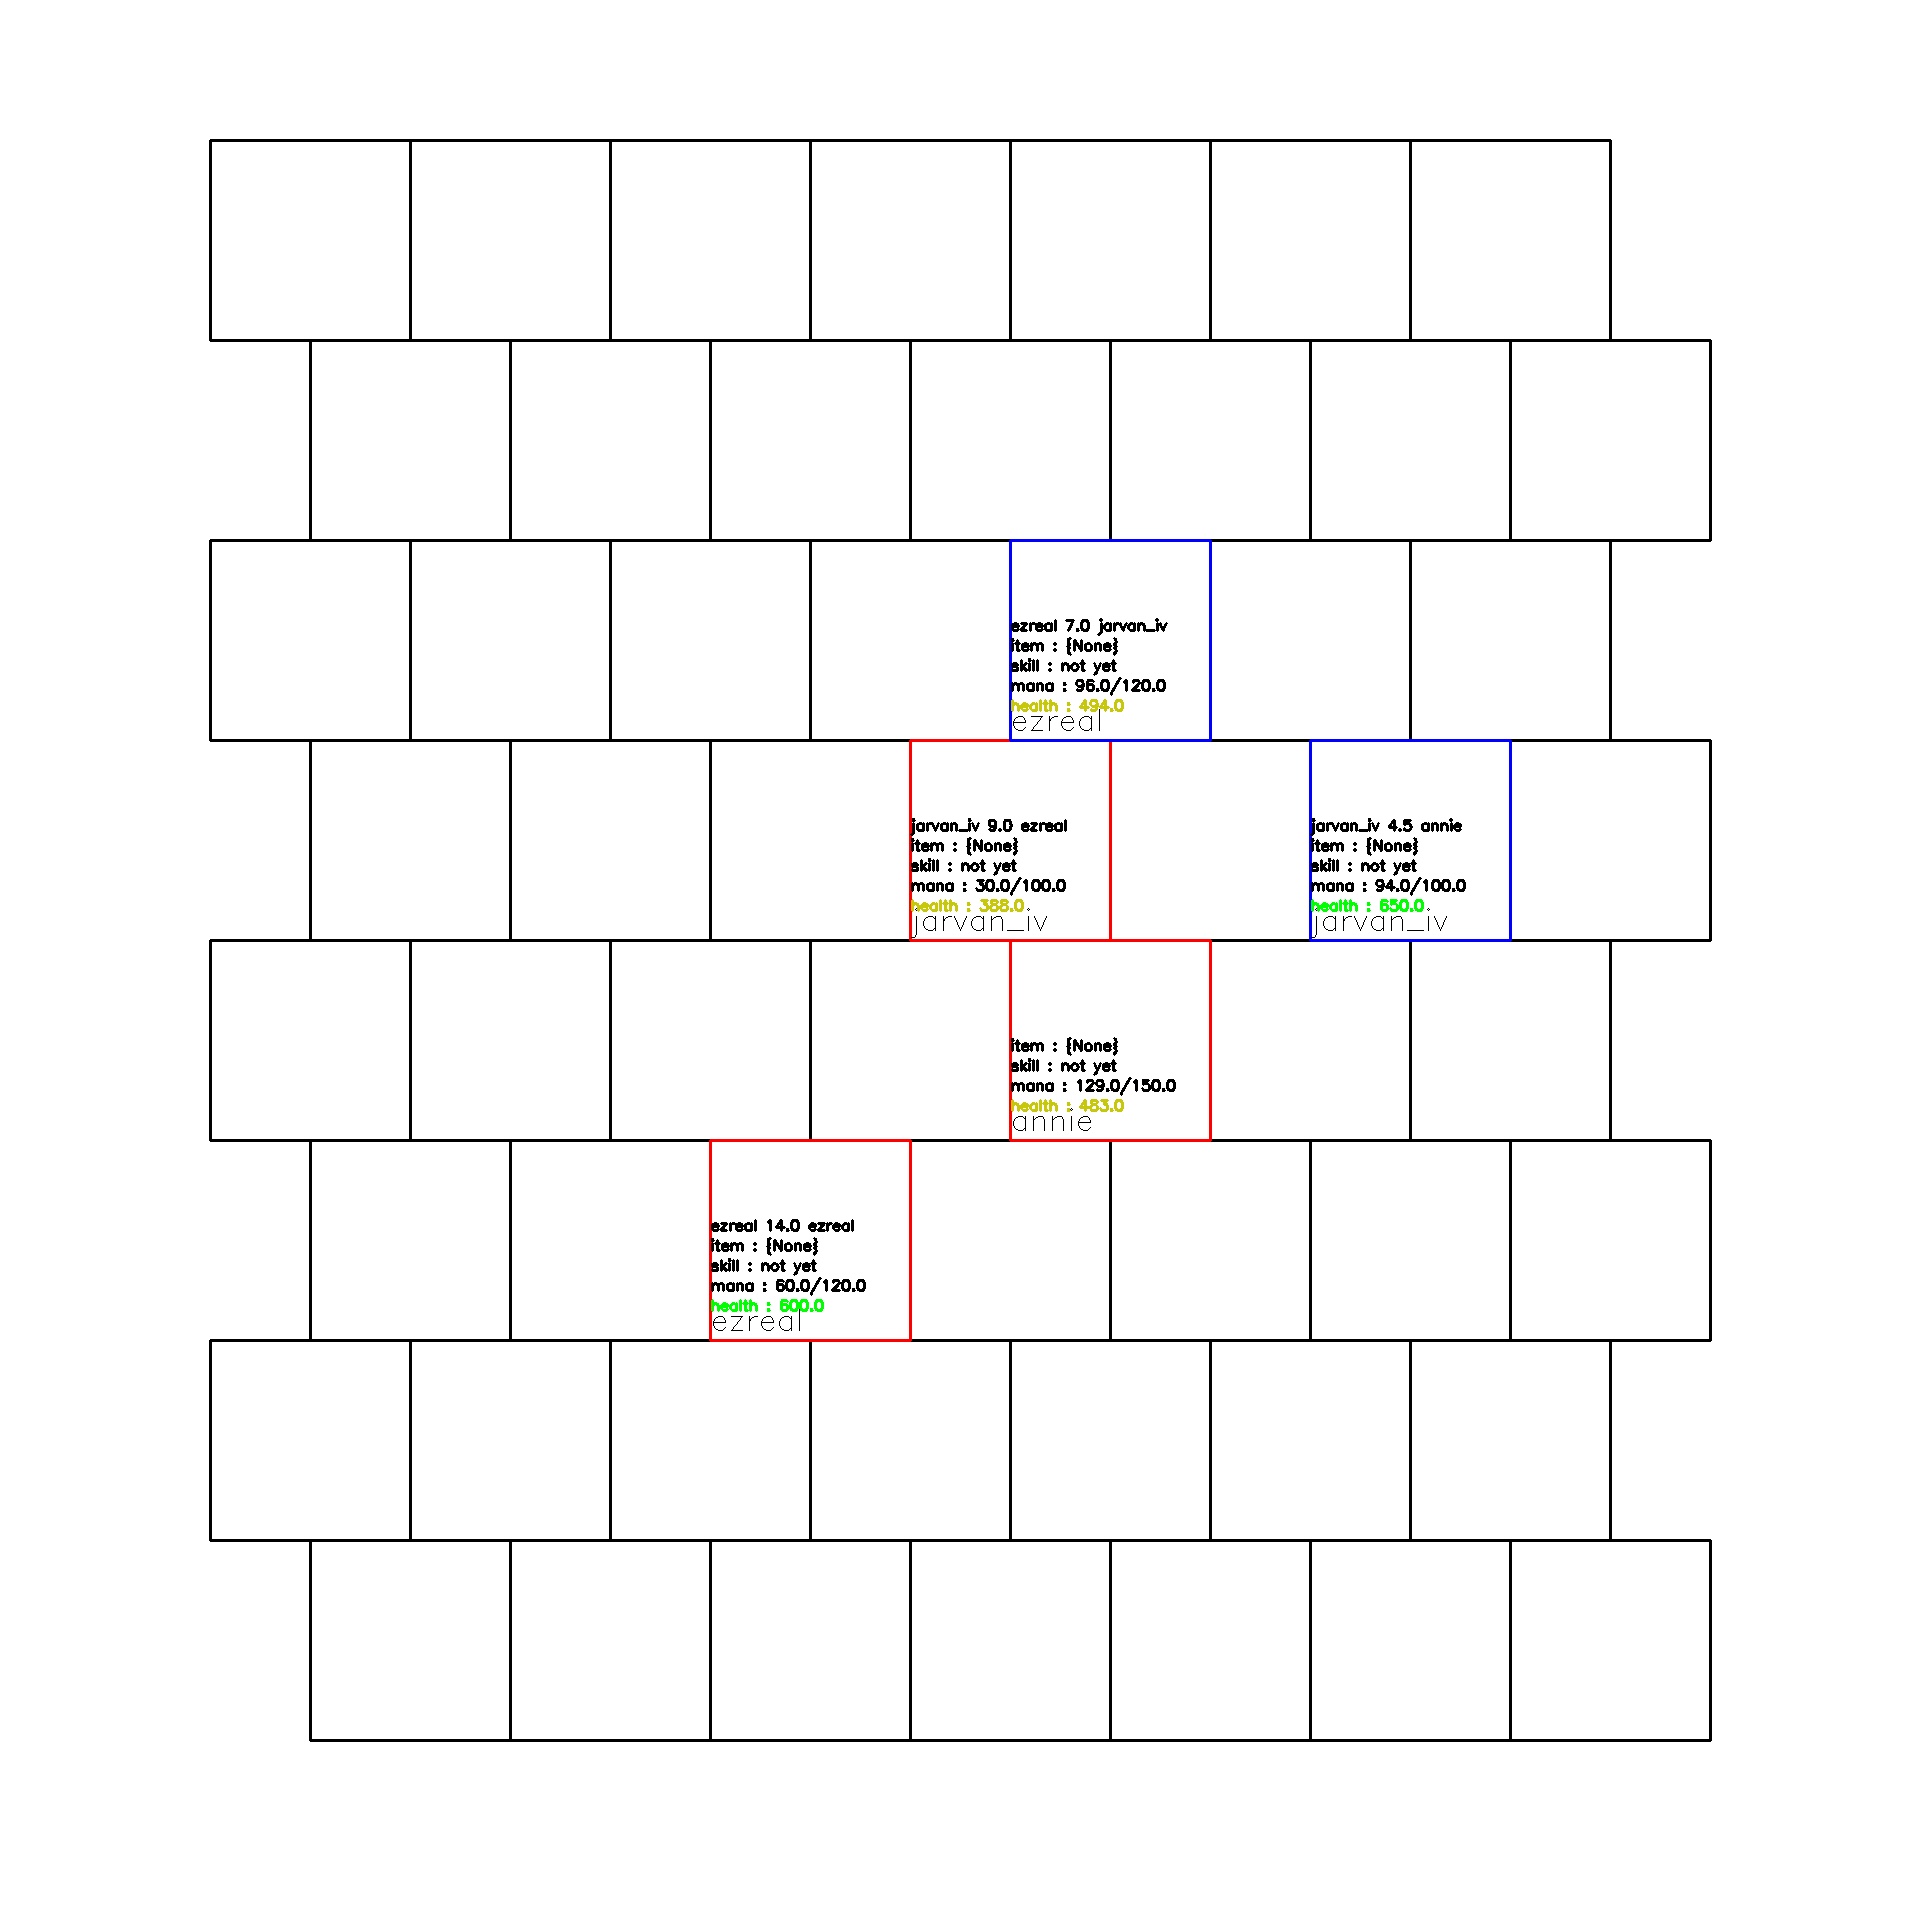 ezreal 7.0 jarvan_iv
item : {None}
skill : not yet
mana : 96.0/120.0
health : 494.0
ezreal
jarvan_iv 9.0 ezreal
item : {None}
skill : not yet
mana : 30.0/100.0
health : 388.0
jarvan_iv
jarvan_iv 4.5 annie
item : {None}
skill : not yet
mana : 94.0/100.0
health : 650.0
jarvan_iv
item : {None}
skill : not yet
mana : 129.0/150.0
health : 483.0
annie
ezreal 14.0 ezreal
item : {None}
skill : not yet
mana : 60.0/120.0
health : 600.0
ezreal